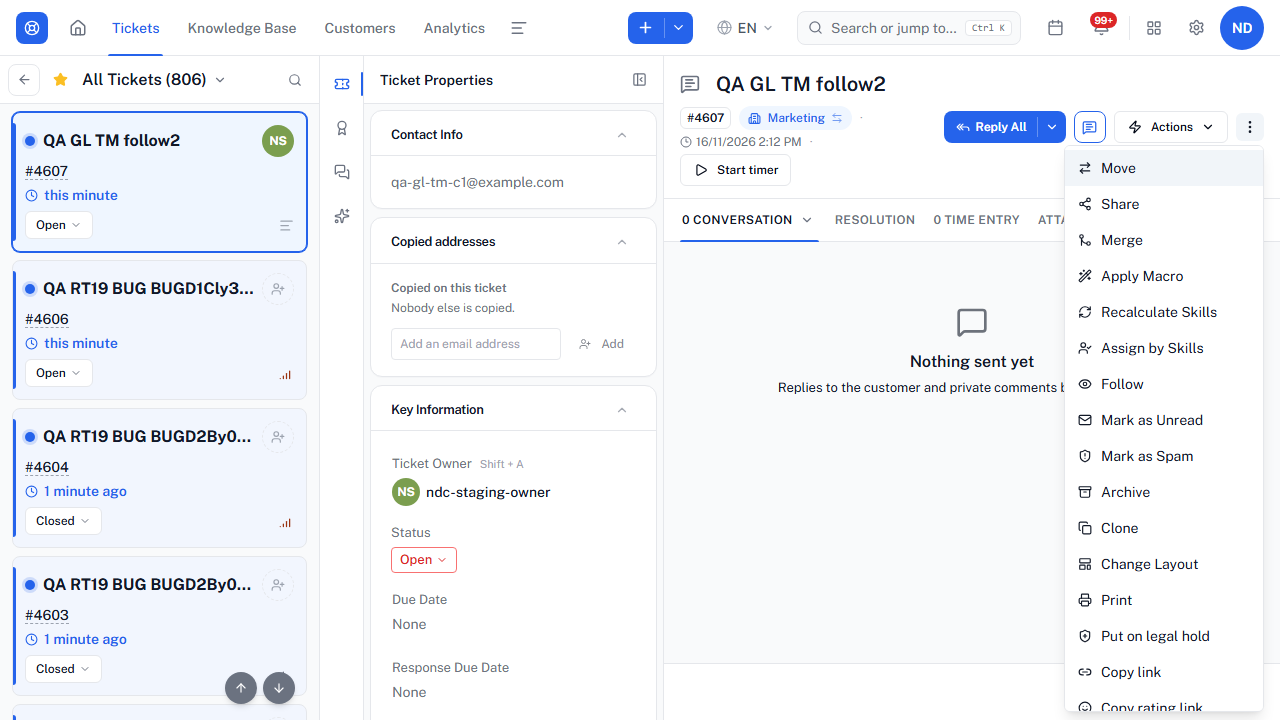 Tickets
Knowledge Base
Customers
Analytics
EN
Search or jump to...
Ctrl K
99+
ND
All Tickets (806)
QA GL TM follow2
NS
#4607
this minute
Open
QA RT19 BUG BUGD1Cly3...
#4606
this minute
Open
QA RT19 BUG BUGD2By0...
#4604
1 minute ago
Closed
QA RT19 BUG BUGD2By0...
#4603
1 minute ago
Closed
Ticket Properties
Contact Info
qa-gl-tm-c1@example.com
Copied addresses
Copied on this ticket
Nobody else is copied.
Add an email address
Add
Key Information
Ticket Owner Shift + A
NS ndc-staging-owner
Status
Open
Due Date
None
Response Due Date
None
QA GL TM follow2
#4607 Marketing ·
16/11/2026 2:12 PM ·
Start timer
Reply All
Actions
0 CONVERSATION
RESOLUTION
0 TIME ENTRY
Nothing sent yet
Replies to the customer and private comments
Move
Share
Merge
Apply Macro
Recalculate Skills
Assign by Skills
Follow
Mark as Unread
Mark as Spam
Archive
Clone
Change Layout
Print
Put on legal hold
Copy link
Copy rating link